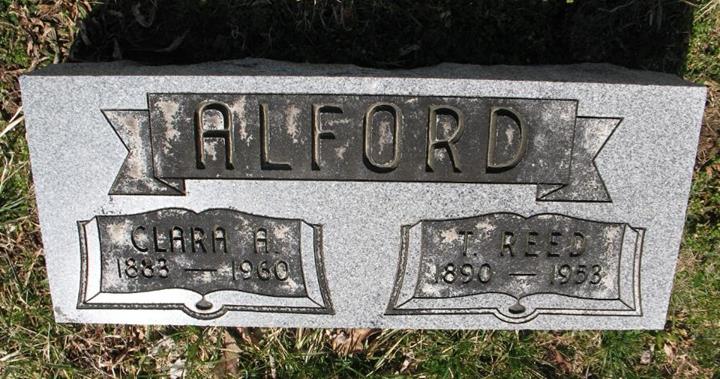 ALFORD
CLARA A.
1883 — 1960
T. REED
1890 — 1953